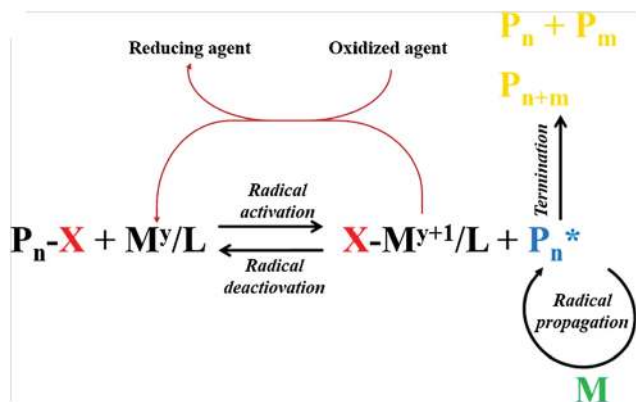 Pn + Pm
Reducing agent Oxidized agent
Pn+m
Termination
Radical
activation
Pn-X + My/L X-My+1/L + Pn*
Radical
deactiovation
Radical
propagation
M